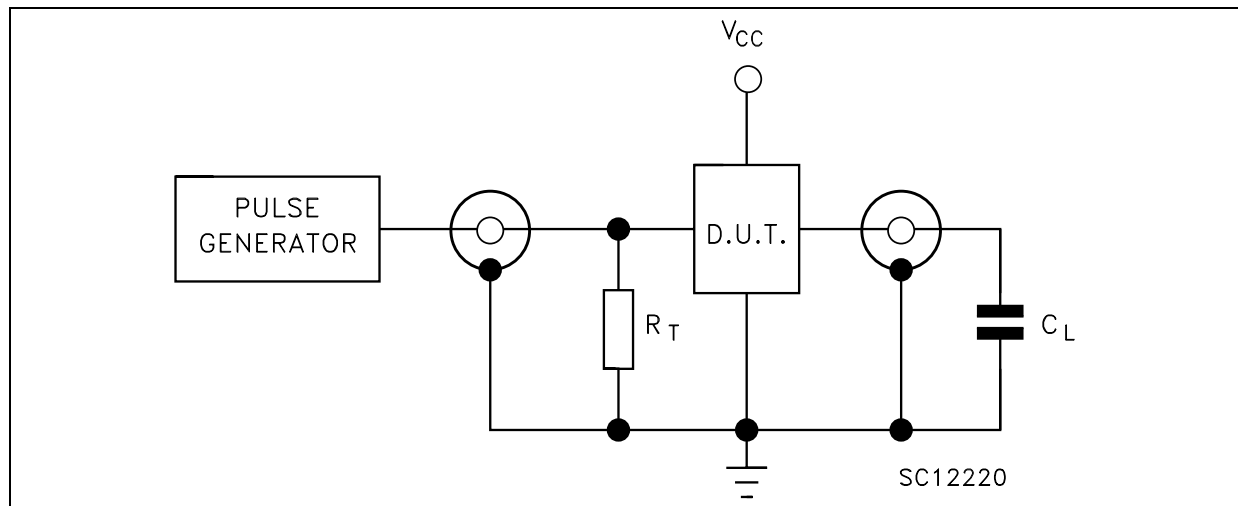 VCC
PULSE
GENERATOR
D.U.T.
RT
CL
SC12220